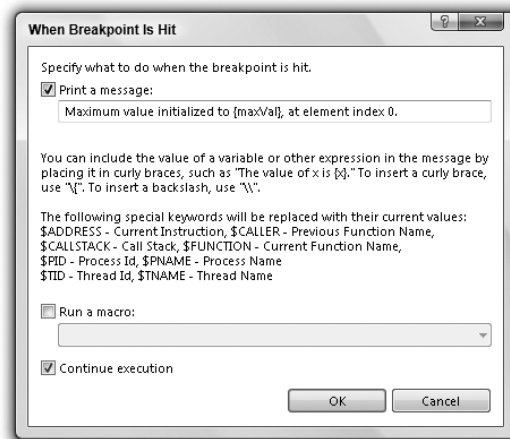 When Breakpoint Is Hit
Specify what to do when the breakpoint is hit.
Print a message:
Maximum value initialized to {maxVal}, at element index 0.
You can include the value of a variable or other expression in the message by
placing it in curly braces, such as "The value of x is {x}." To insert a curly brace,
use "\{". To insert a backslash, use "\\".
The following special keywords will be replaced with their current values:
$ADDRESS - Current Instruction, $CALLER - Previous Function Name,
$CALLSTACK - Call Stack, $FUNCTION - Current Function Name,
$PID - Process Id, $PNAME - Process Name
$TID - Thread Id, $TNAME - Thread Name
Run a macro:
Continue execution
OK Cancel